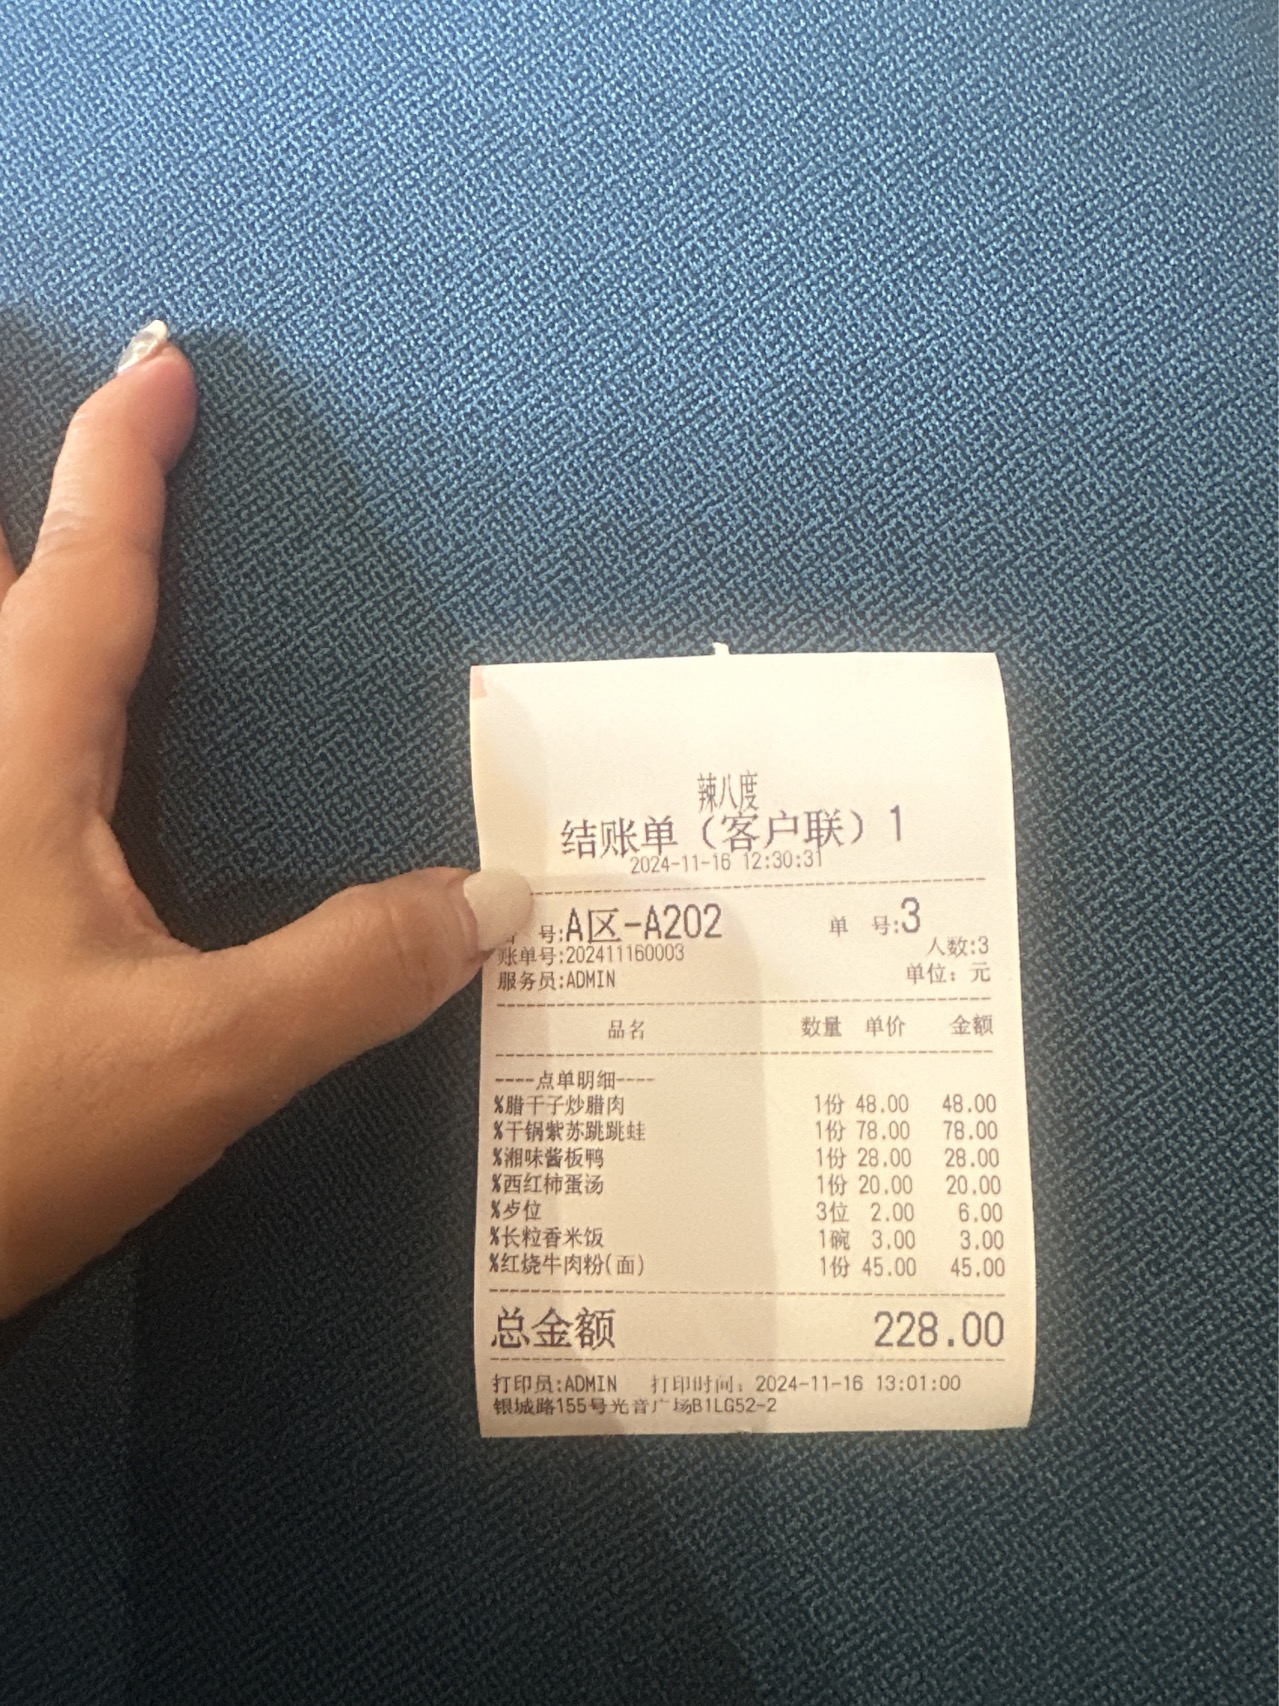 辣八度
结账单（客户联）1
2024-11-16 12:30:31
号:A区-A202 单 号:3
人数:3
账单号:202411160003
服务员:ADMIN 单位：元
品名 数量 单价 金额
----点单明细----
%腊干子炒腊肉 1份 48.00 48.00
%干锅紫苏跳跳蛙 1份 78.00 78.00
%湘味酱板鸭 1份 28.00 28.00
%西红柿蛋汤 1份 20.00 20.00
%歺位 3位 2.00 6.00
%长粒香米饭 1碗 3.00 3.00
%红烧牛肉粉(面) 1份 45.00 45.00
总金额 228.00
打印员:ADMIN 打印时间：2024-11-16 13:01:00
银城路155号光音广场B1LG52-2